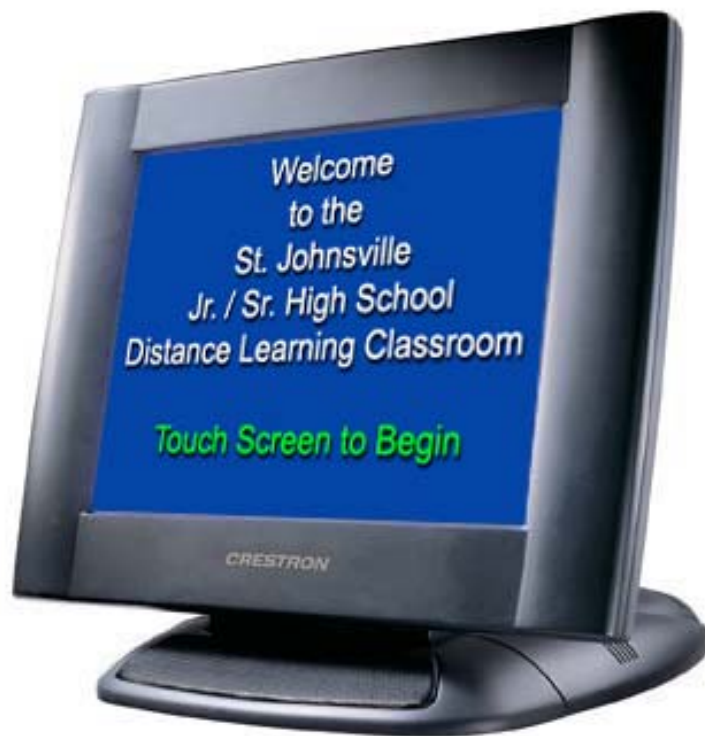 Welcome
to the
St. Johnsville
Jr. / Sr. High School
Distance Learning Classroom
Touch Screen to Begin
CRESTRON